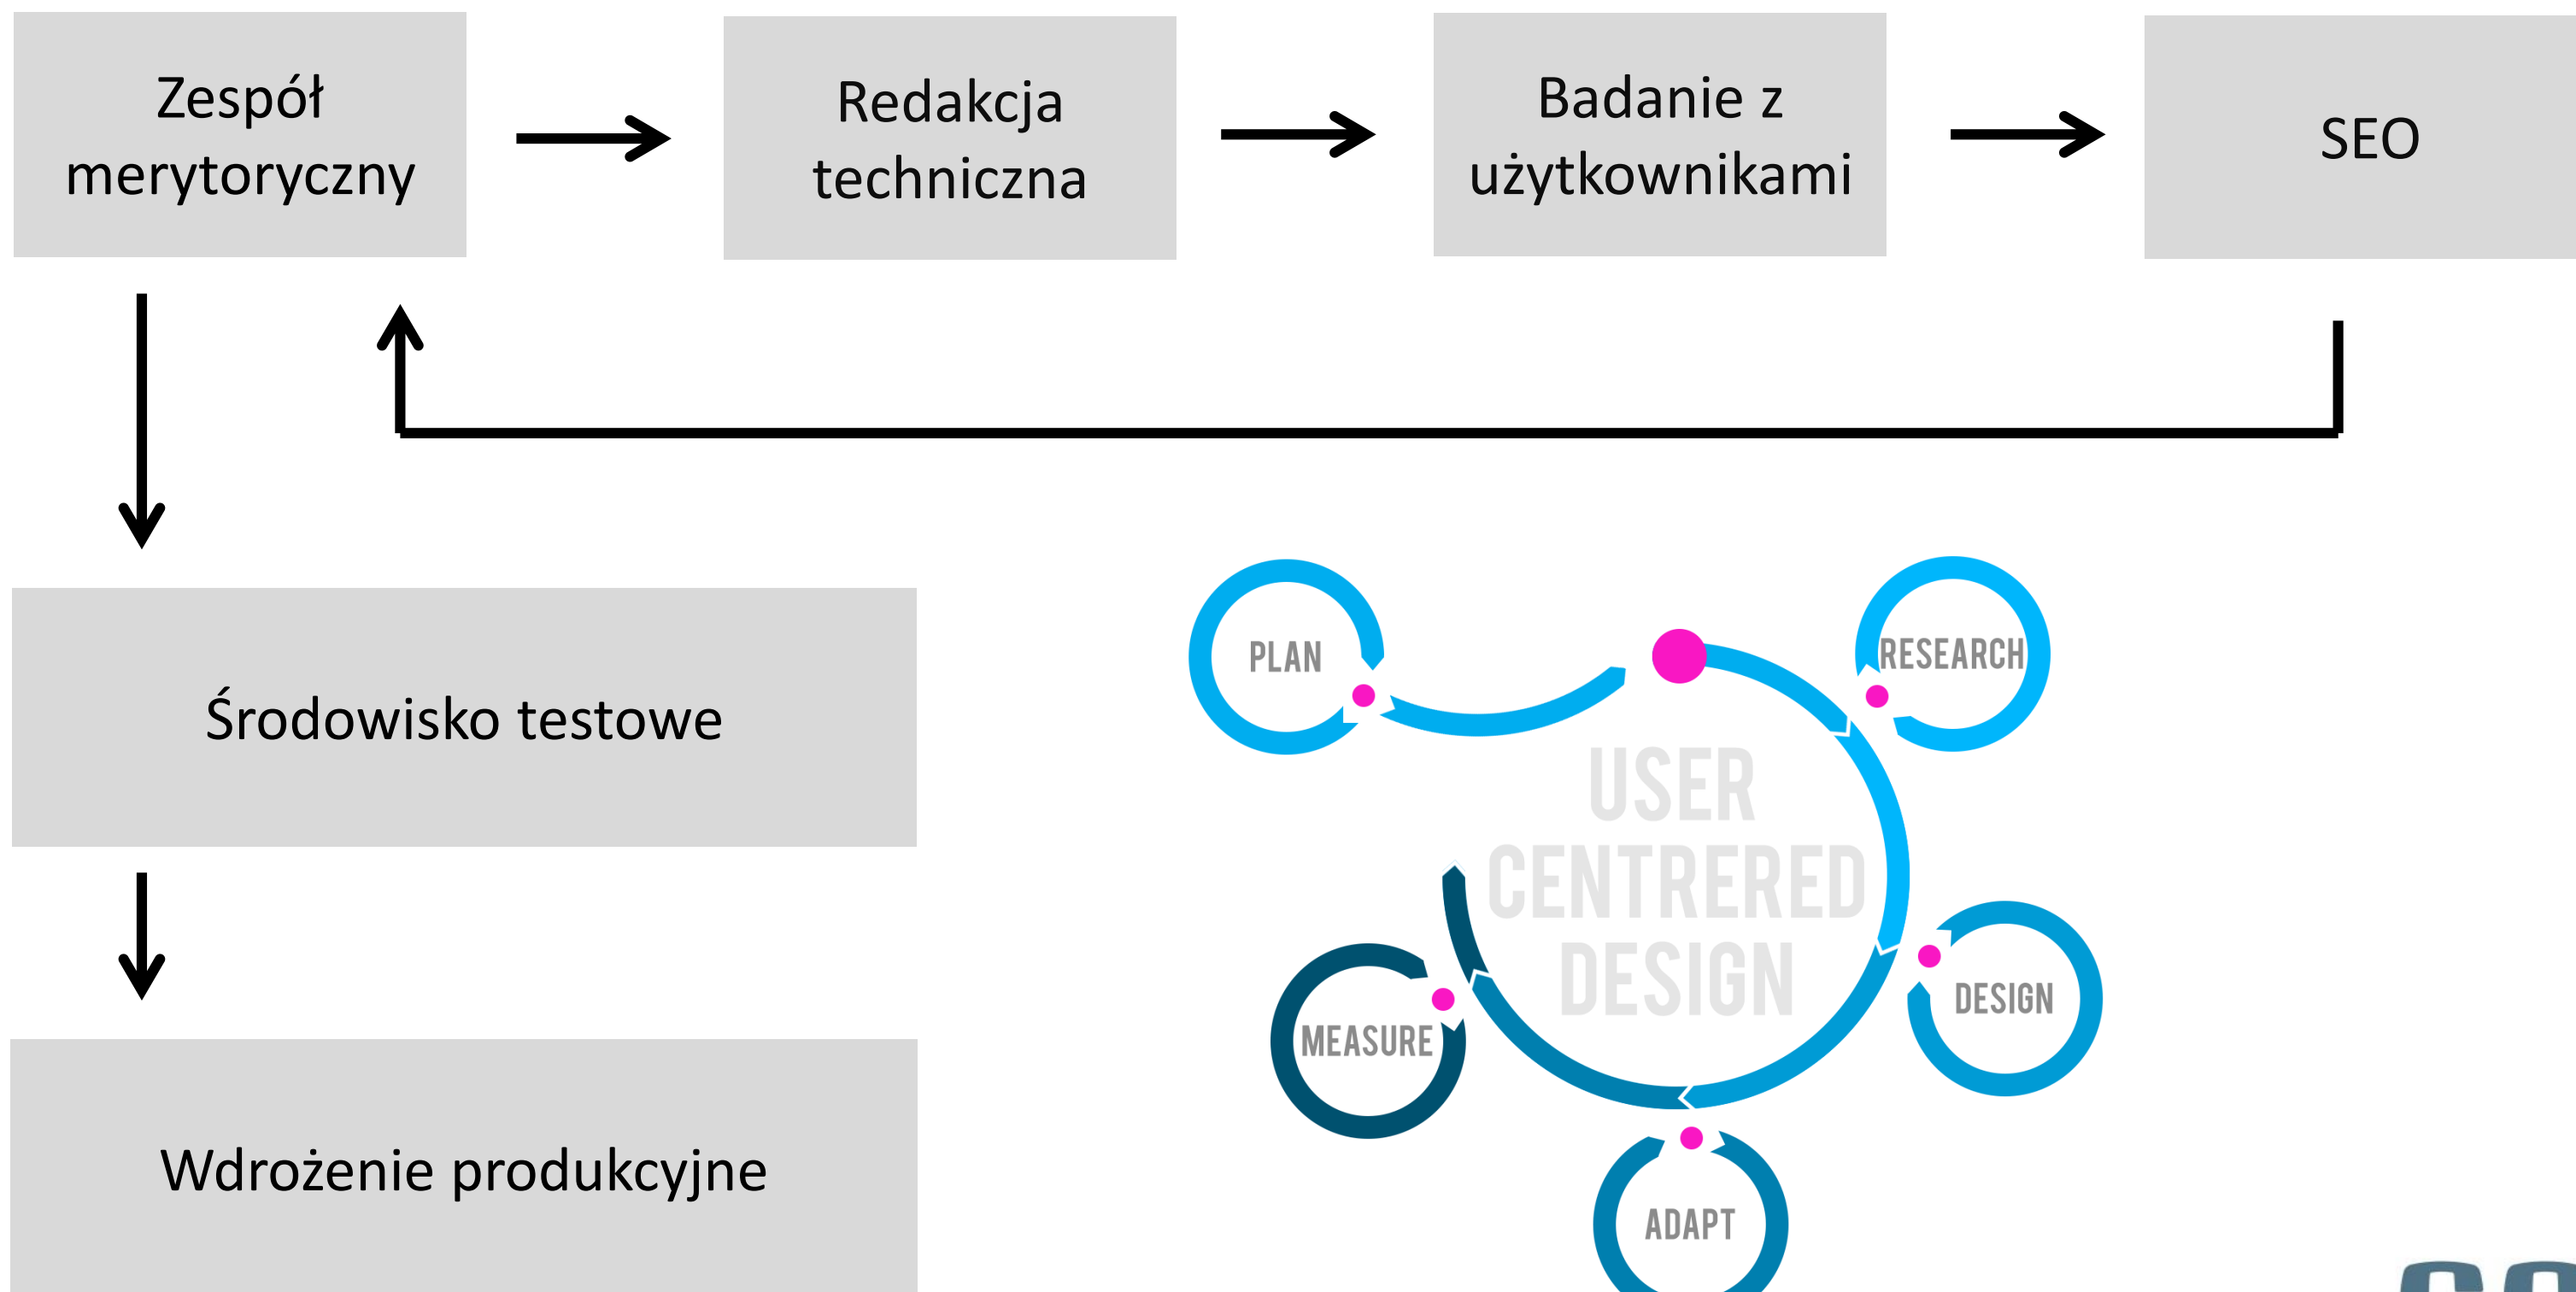 Zespół
merytoryczny
Redakcja
techniczna
Badanie z
użytkownikami
SEO
Środowisko testowe
Wdrożenie produkcyjne
PLAN
RESEARCH
USER
CENTRERED
DESIGN
DESIGN
MEASURE
ADAPT